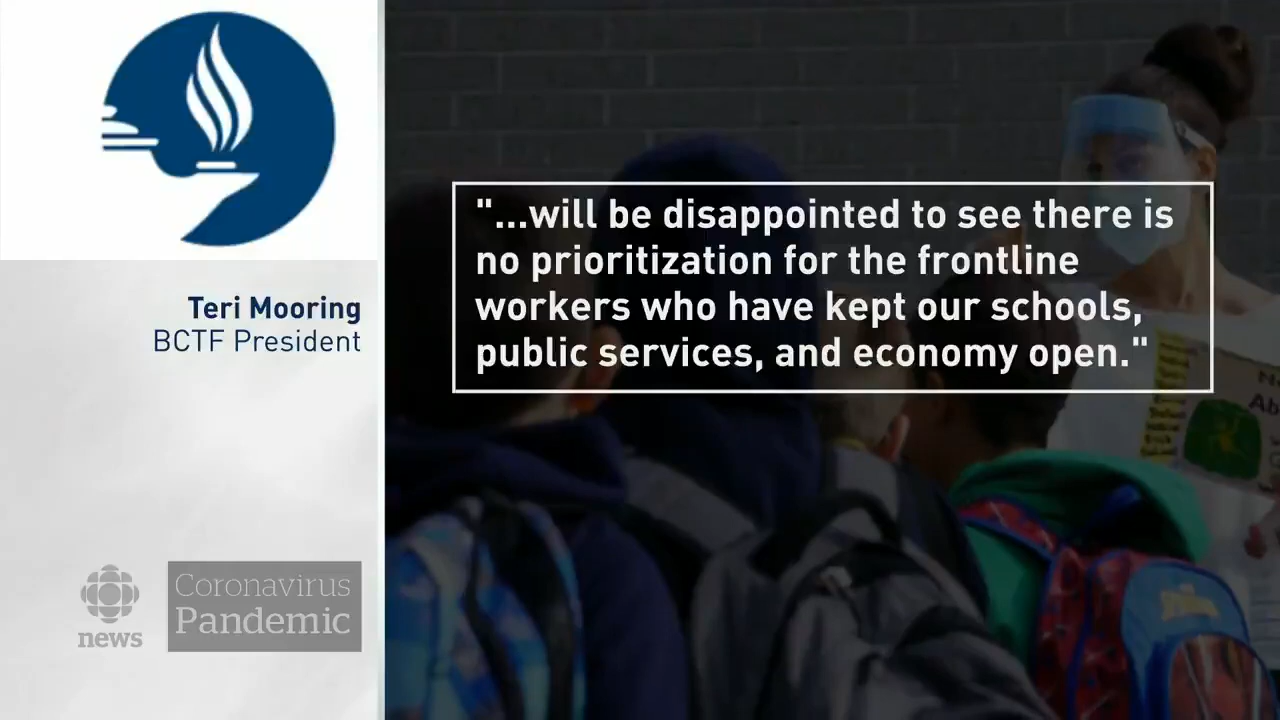 Teri Mooring
BCTF President
"...will be disappointed to see there is
no prioritization for the frontline
workers who have kept our schools,
public services, and economy open."
news
Coronavirus
Pandemic